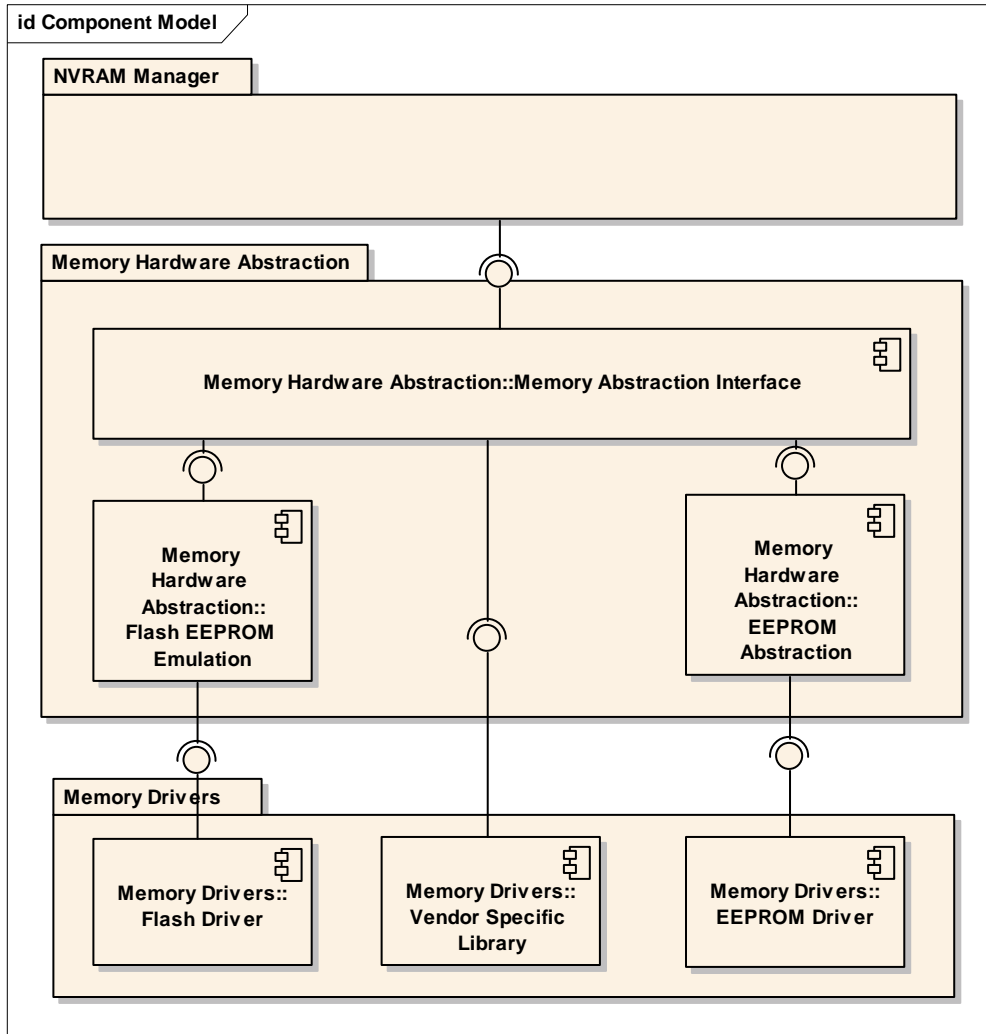 id Component Model
NVRAM Manager
Memory Hardware Abstraction
Memory Hardware Abstraction::Memory Abstraction Interface
Memory
Hardware
Abstraction::
Flash EEPROM
Emulation
Memory
Hardware
Abstraction::
EEPROM
Abstraction
Memory Drivers
Memory Drivers::
Flash Driver
Memory Drivers::
Vendor Specific
Library
Memory Drivers::
EEPROM Driver